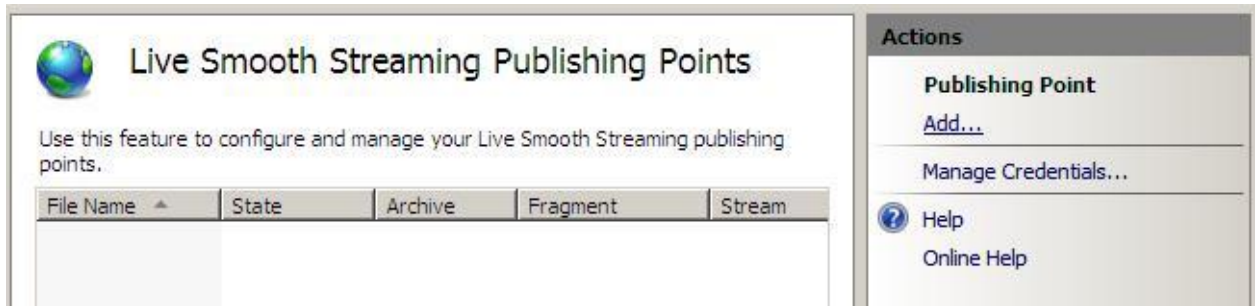 Live Smooth Streaming Publishing Points
Use this feature to configure and manage your Live Smooth Streaming publishing
points.
File Name State Archive Fragment Stream
Actions
Publishing Point
Add...
Manage Credentials...
Help
Online Help